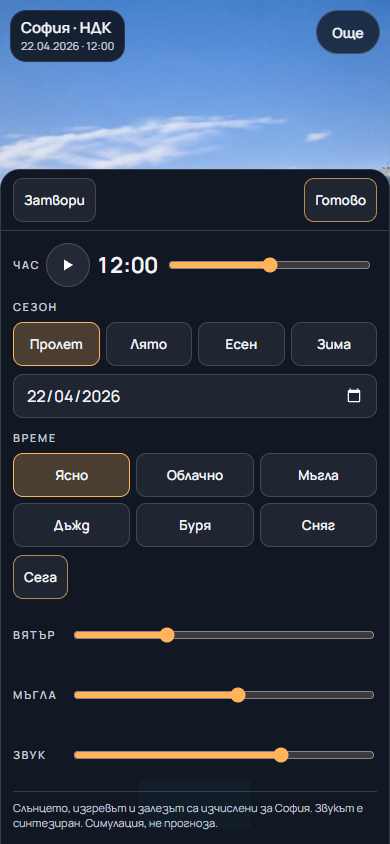 София · НДК
22.04.2026 · 12:00
Още
Затвори
Готово
ЧАС
12:00
СЕЗОН
Пролет
Лято
Есен
Зима
22/04/2026
ВРЕМЕ
Ясно
Облачно
Мъгла
Дъжд
Буря
Сняг
Сега
ВЯТЪР
МЪГЛА
ЗВУК
Слънцето, изгревът и залезът са изчислени за София. Звукът е
синтезиран. Симулация, не прогноза.